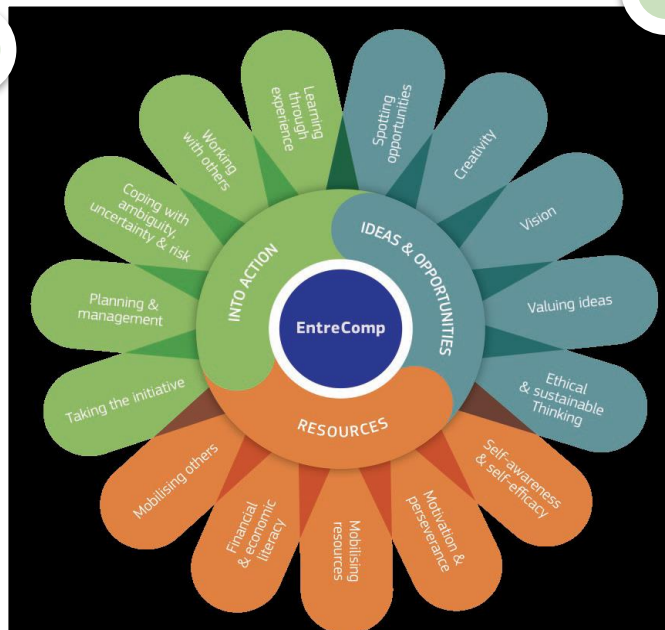 EntreComp
IDEAS & OPPORTUNITIES
Spotting
opportunities
Creativity
Vision
Valuing ideas
Ethical
& sustainable
Thinking
RESOURCES
Self-awareness
& self-efficacy
Motivation &
perseverance
Mobilising
resources
Financial
& economic
literacy
Mobilising others
INTO ACTION
Taking the initiative
Planning &
management
Coping with
ambiguity,
uncertainty & risk
Working
with others
Learning
through
experience